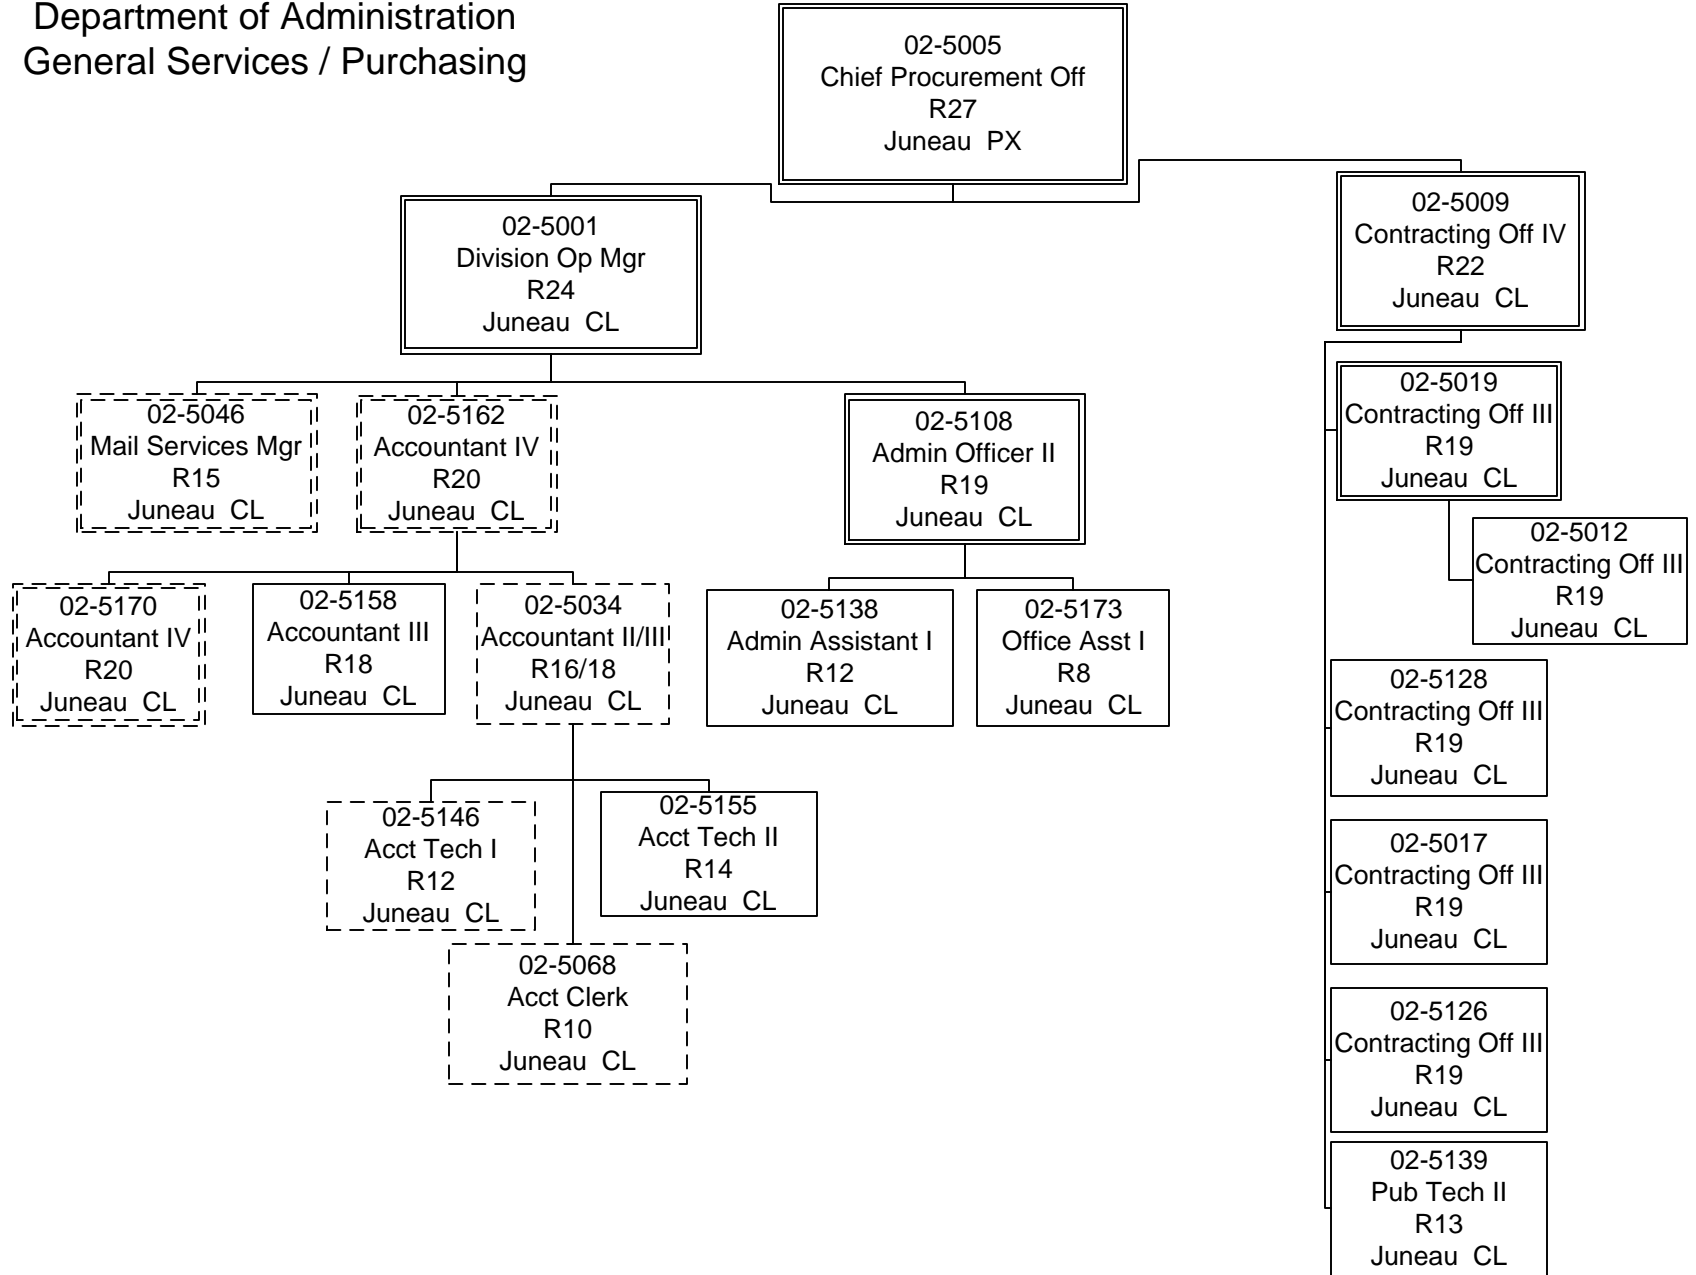 Department of Administration
General Services / Purchasing
02-5005
Chief Procurement Off
R27
Juneau  PX
02-5001
Division Op Mgr
R24
Juneau  CL
02-5009
Contracting Off IV
R22
Juneau  CL
02-5046
Mail Services Mgr
R15
Juneau  CL
02-5162
Accountant IV
R20
Juneau  CL
02-5108
Admin Officer II
R19
Juneau  CL
02-5019
Contracting Off III
R19
Juneau  CL
02-5012
Contracting Off III
R19
Juneau  CL
02-5170
Accountant IV
R20
Juneau  CL
02-5158
Accountant III
R18
Juneau  CL
02-5034
Accountant II/III
R16/18
Juneau  CL
02-5138
Admin Assistant I
R12
Juneau  CL
02-5173
Office Asst I
R8
Juneau  CL
02-5128
Contracting Off III
R19
Juneau  CL
02-5146
Acct Tech I
R12
Juneau  CL
02-5155
Acct Tech II
R14
Juneau  CL
02-5017
Contracting Off III
R19
Juneau  CL
02-5068
Acct Clerk
R10
Juneau  CL
02-5126
Contracting Off III
R19
Juneau  CL
02-5139
Pub Tech II
R13
Juneau  CL